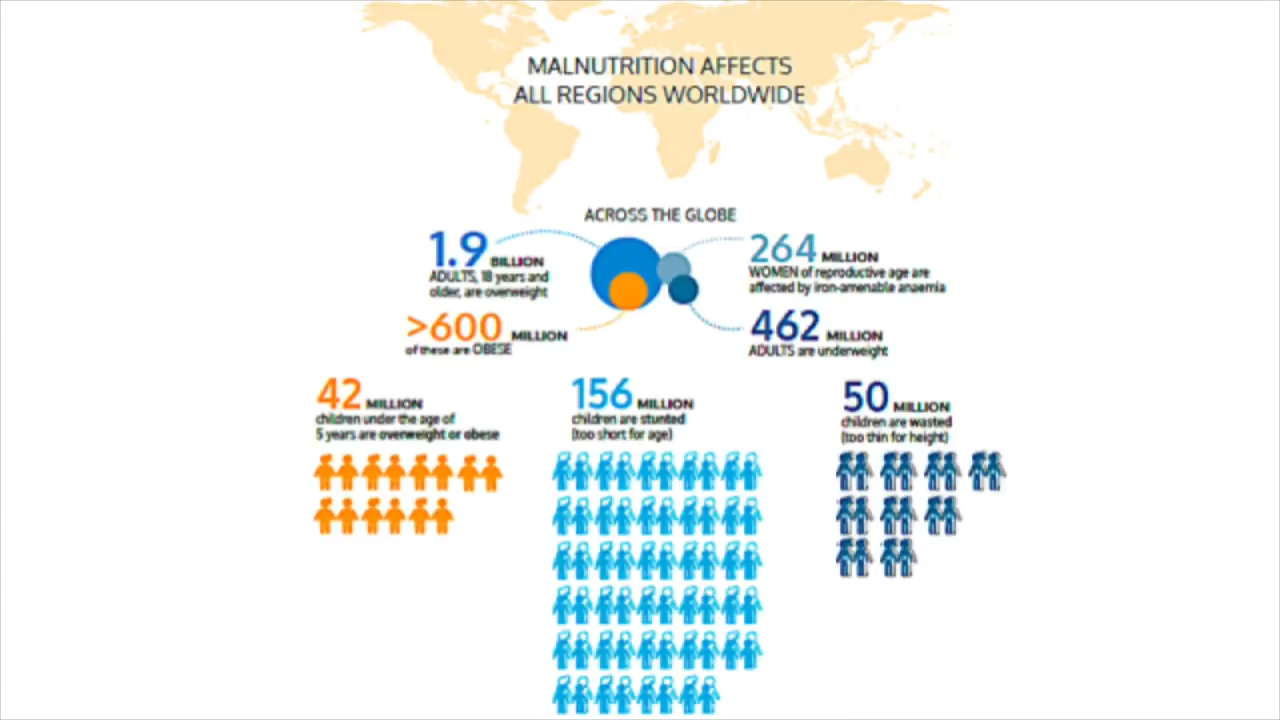 MALNUTRITION AFFECTS
ALL REGIONS WORLDWIDE
ACROSS THE GLOBE
1.9 BILLION
ADULTS, 18 years and
older, are overweight
>600 MILLION
of these are OBESE
264 MILLION
WOMEN of reproductive age are
affected by iron-amenable anaemia
462 MILLION
ADULTS are underweight
42 MILLION
children under the age of
5 years are overweight or obese
156 MILLION
children are stunted
(too short for age)
50 MILLION
children are wasted
(too thin for height)